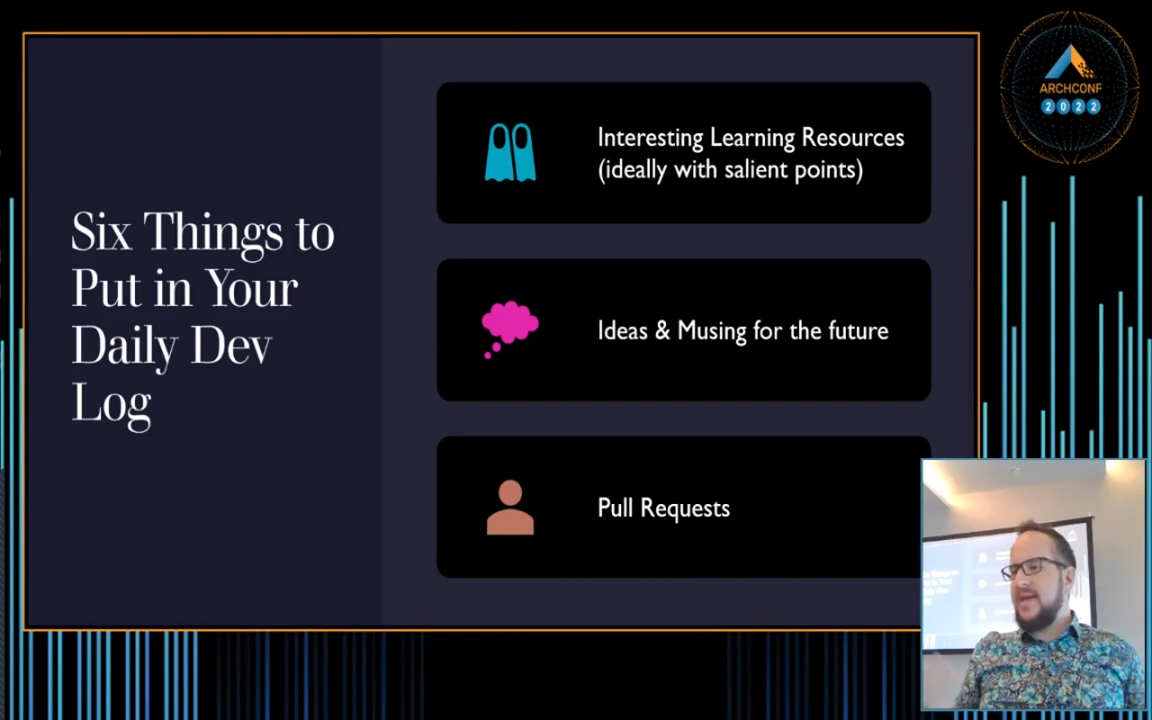 Six Things to
Put in Your
Daily Dev
Log
Interesting Learning Resources
(ideally with salient points)
Ideas & Musing for the future
Pull Requests
ARCHCONF
2022